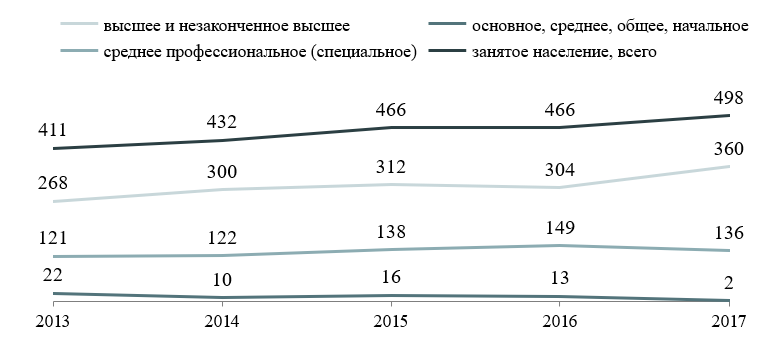 высшее и незаконченное высшее
основное, среднее, общее, начальное
среднее профессиональное (специальное)
занятое население, всего
411 432 466 466 498
268 300 312 304 360
121 122 138 149 136
22 10 16 13 2
2013 2014 2015 2016 2017